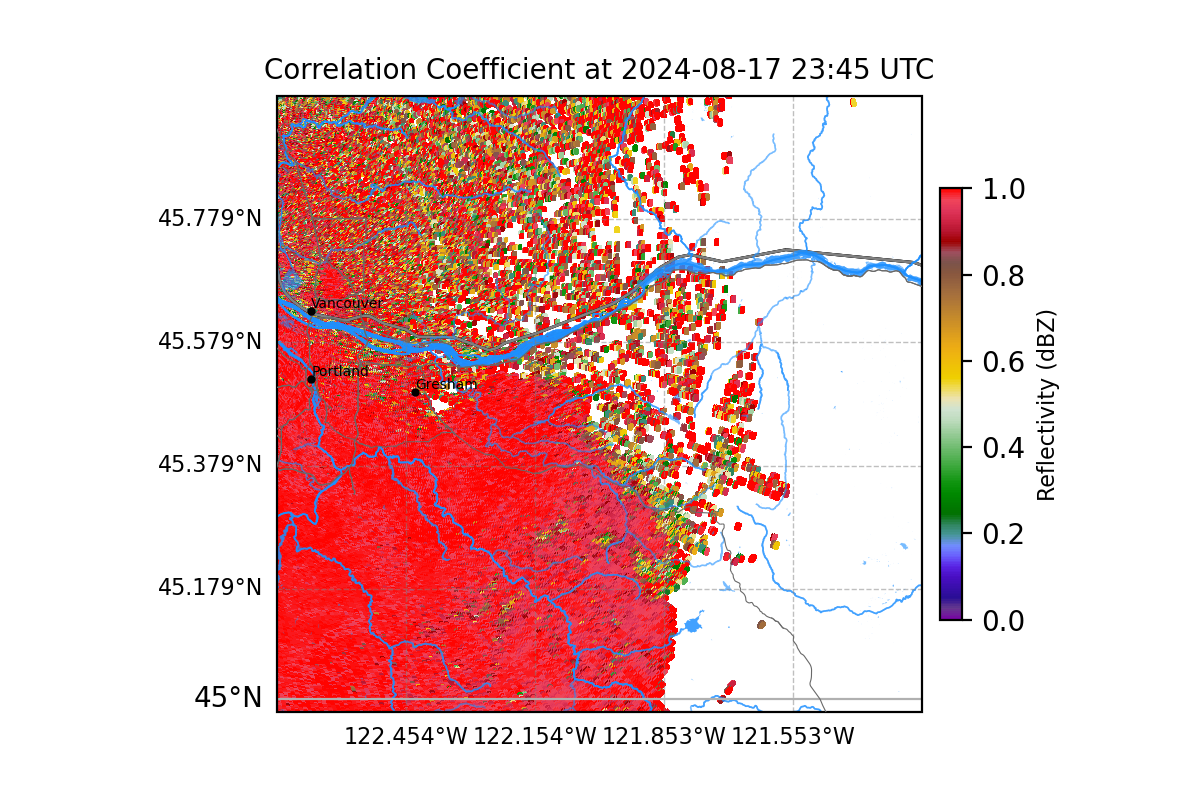 Correlation Coefficient at 2024-08-17 23:45 UTC
45.779°N
45.579°N
45.379°N
45.179°N
45°N
Vancouver
Portland
Gresham
122.454°W 122.154°W 121.853°W 121.553°W
1.0
0.8
0.6
0.4
0.2
0.0
Reflectivity (dBZ)